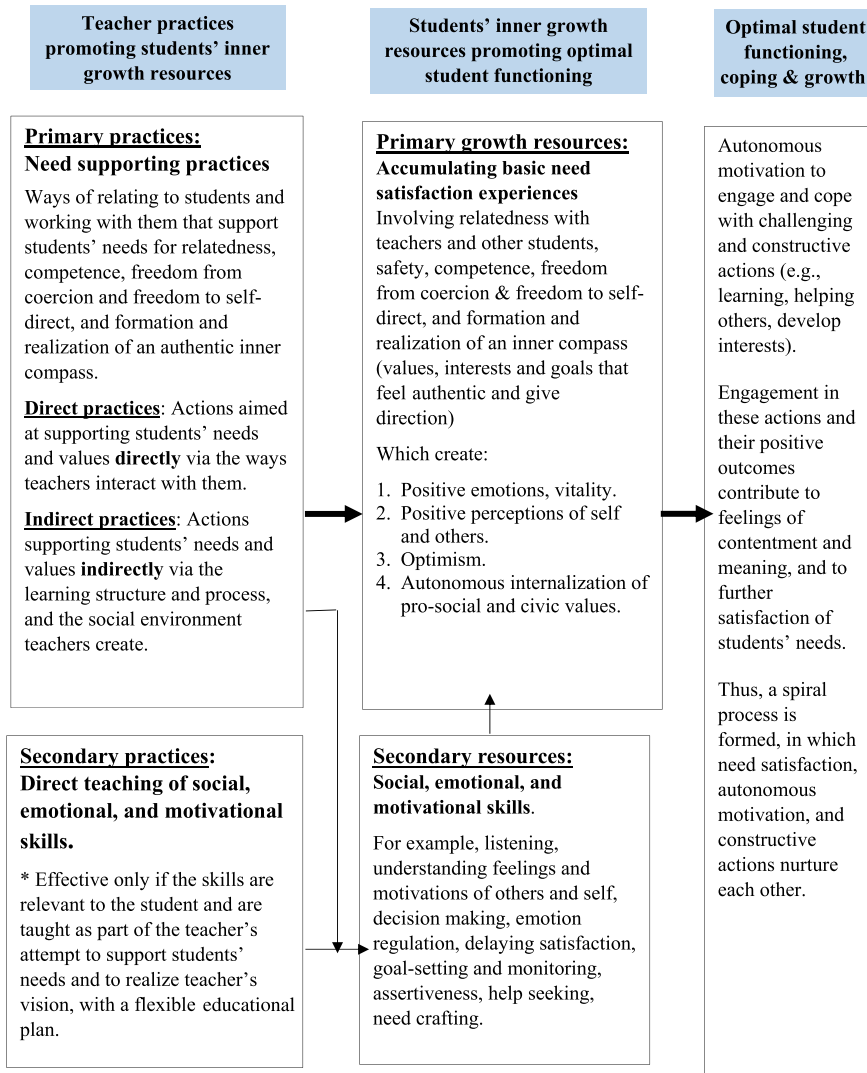 Teacher practices
promoting students’ inner
growth resources
Students’ inner growth
resources promoting optimal
student functioning
Optimal student
functioning,
coping & growth
Primary practices:
Need supporting practices
Ways of relating to students and
working with them that support
students’ needs for relatedness,
competence, freedom from
coercion and freedom to self-
direct, and formation and
realization of an authentic inner
compass.
Direct practices: Actions aimed
at supporting students’ needs
and values directly via the ways
teachers interact with them.
Indirect practices: Actions
supporting students’ needs and
values indirectly via the
learning structure and process,
and the social environment
teachers create.
Secondary practices:
Direct teaching of social,
emotional, and motivational
skills.
* Effective only if the skills are
relevant to the student and are
taught as part of the teacher’s
attempt to support students’
needs and to realize teacher’s
vision, with a flexible educational
plan.
Primary growth resources:
Accumulating basic need
satisfaction experiences
Involving relatedness with
teachers and other students,
safety, competence, freedom
from coercion & freedom to self-
direct, and formation and
realization of an inner compass
(values, interests and goals that
feel authentic and give
direction)
Which create:
1. Positive emotions, vitality.
2. Positive perceptions of self
and others.
3. Optimism.
4. Autonomous internalization of
pro-social and civic values.
Secondary resources:
Social, emotional, and
motivational skills.
For example, listening,
understanding feelings and
motivations of others and self,
decision making, emotion
regulation, delaying satisfaction,
goal-setting and monitoring,
assertiveness, help seeking,
need crafting.
Autonomous
motivation to
engage and cope
with challenging
and constructive
actions (e.g.,
learning, helping
others, develop
interests).
Engagement in
these actions and
their positive
outcomes
contribute to
feelings of
contentment and
meaning, and to
further
satisfaction of
students’ needs.
Thus, a spiral
process is
formed, in which
need satisfaction,
autonomous
motivation, and
constructive
actions nurture
each other.